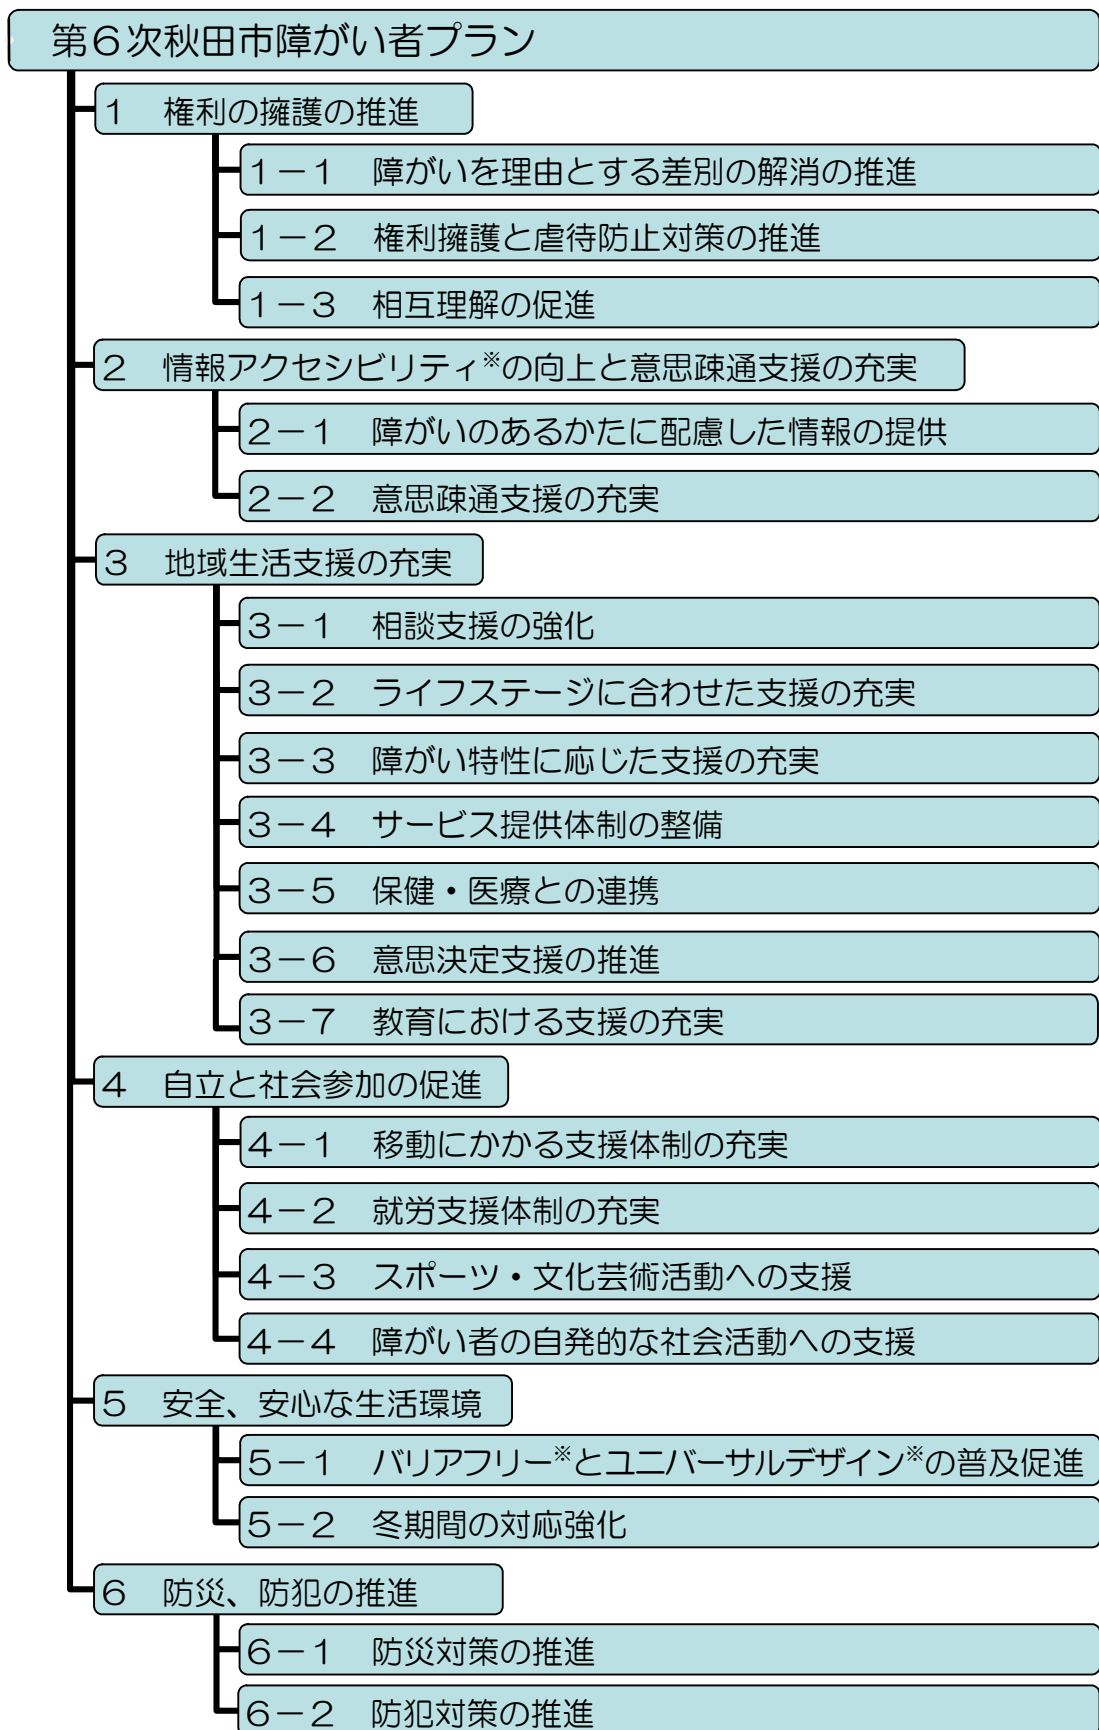 第６次秋田市障がい者プラン
１　権利の擁護の推進
１－１　障がいを理由とする差別の解消の推進
１－２　権利擁護と虐待防止対策の推進
１－３　相互理解の促進
２　情報アクセシビリティ※の向上と意思疎通支援の充実
２－１　障がいのあるかたに配慮した情報の提供
２－２　意思疎通支援の充実
３　地域生活支援の充実
３－１　相談支援の強化
３－２　ライフステージに合わせた支援の充実
３－３　障がい特性に応じた支援の充実
３－４　サービス提供体制の整備
３－５　保健・医療との連携
３－６　意思決定支援の推進
３－７　教育における支援の充実
４　自立と社会参加の促進
４－１　移動にかかる支援体制の充実
４－２　就労支援体制の充実
４－３　スポーツ・文化芸術活動への支援
４－４　障がい者の自発的な社会活動への支援
５　安全、安心な生活環境
５－１　バリアフリー※とユニバーサルデザイン※の普及促進
５－２　冬期間の対応強化
６　防災、防犯の推進
６－１　防災対策の推進
６－２　防犯対策の推進